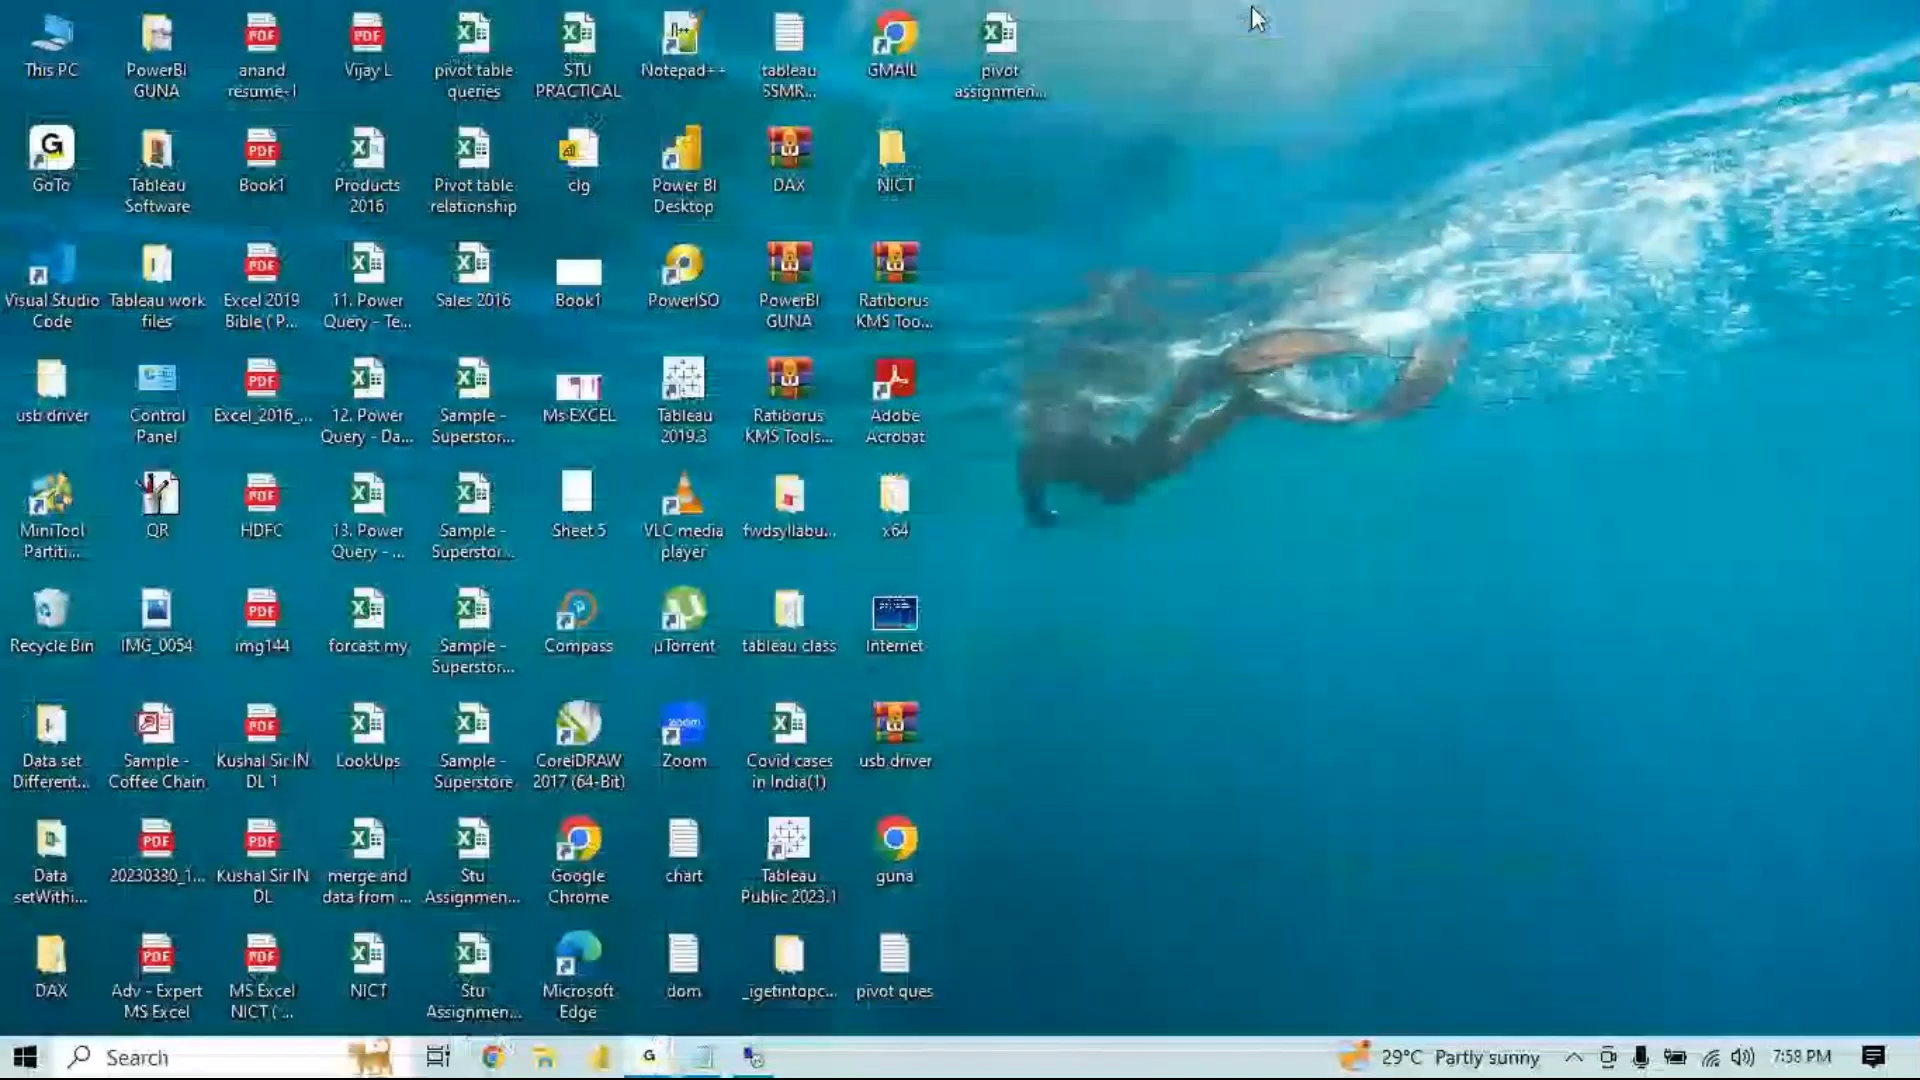 This PC
PowerBI
GUNA
anand
resume-1
Vijay L
pivot table
queries
STU
PRACTICAL
Notepad++
tableau
SSMR...
GMAIL
pivot
assignmen...
GoTo
Tableau
Software
Book1
Products
2016
Pivot table
relationship
clg
Power BI
Desktop
DAX
NICT
Visual Studio
Code
Tableau work
files
Excel 2019
Bible ( P...
11. Power
Query - Te...
Sales 2016
Book1
PowerISO
PowerBI
GUNA
Ratiborus
KMS Too...
usb driver
Control
Panel
Excel_2016_...
12. Power
Query - Da...
Sample -
Superstor...
Ms EXCEL
Tableau
2019.3
Ratiborus
KMS Tools...
Adobe
Acrobat
MiniTool
Partiti...
QR
HDFC
13. Power
Query - ...
Sample -
Superstor...
Sheet 5
VLC media
player
fwdsyllabu...
x64
Recycle Bin
IMG_0054
img144
forcast my
Sample -
Superstor...
Compass
µTorrent
tableau class
Internet
Data set
Different...
Sample -
Coffee Chain
Kushal Sir IN
DL 1
LookUps
Sample -
Superstore
CorelDRAW
2017 (64-Bit)
Zoom
Covid cases
in India(1)
usb driver
Data
setWithi...
20230330_1...
Kushal Sir IN
DL
merge and
data from ...
Stu
Assignmen...
Google
Chrome
chart
Tableau
Public 2023.1
guna
DAX
Adv - Expert
MS Excel
MS Excel
NICT ( ...
NICT
Stu
Assignmen...
Microsoft
Edge
dom
_igetintopc...
pivot ques
Search
29°C Partly sunny
7:58 PM